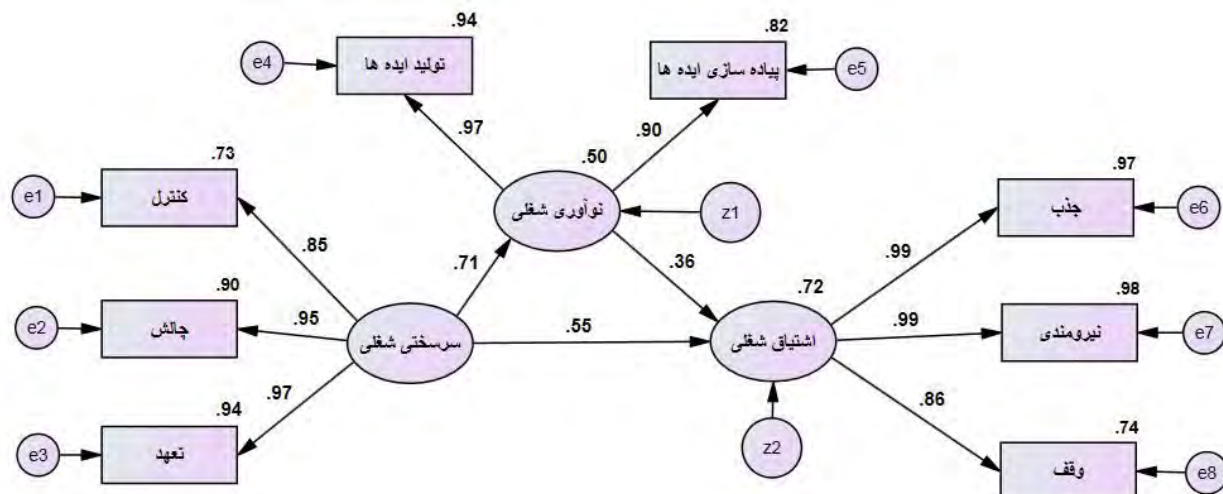 .94
.82
e4
تولید ایده ها
پیاده سازی ایده ها
e5
.97
.90
.73
.50
.97
e1
کنترل
نوآوری شغلی
z1
جذب
e6
.85
.71
.36
.99
.90
.72
.98
e2
چالش
.95
سرسختی شغلی
.55
اشتیاق شغلی
.99
نیرومندی
e7
.94
.97
.86
.74
e3
تعهد
z2
وقف
e8